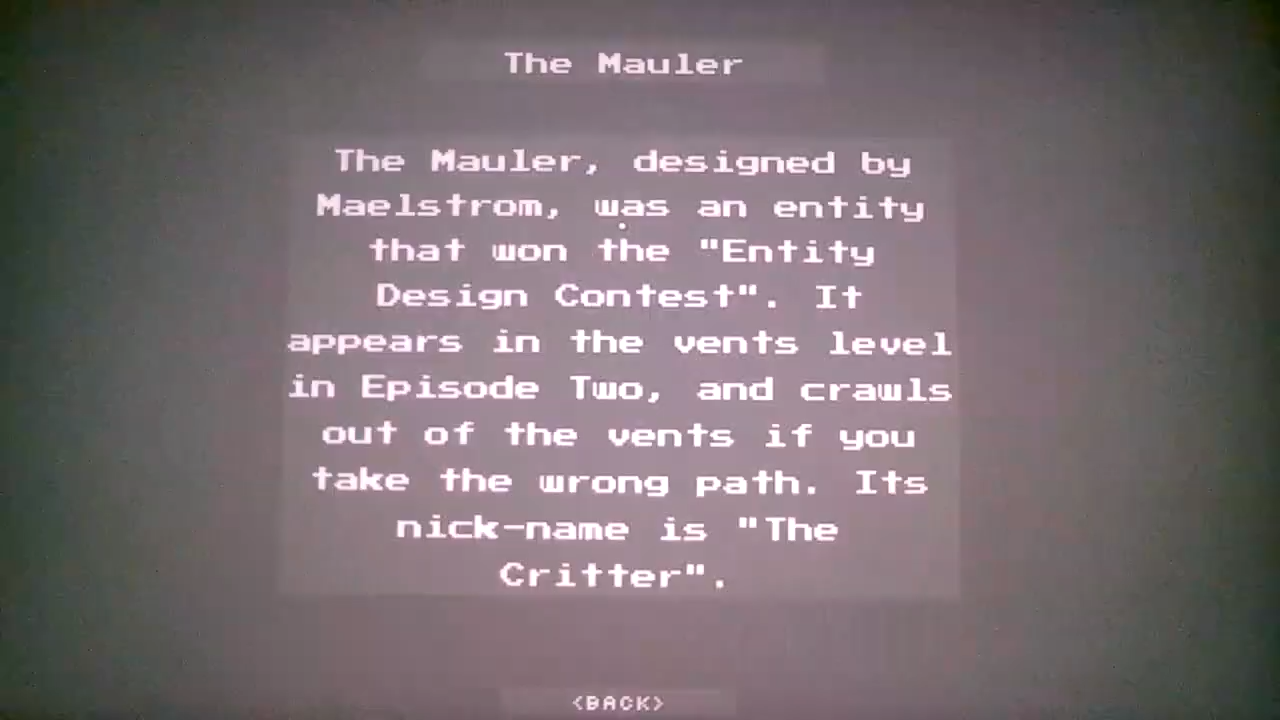 The Mauler
The Mauler, designed by
Maelstrom, was an entity
that won the "Entity
Design Contest". It
appears in the vents level
in Episode Two, and crawls
out of the vents if you
take the wrong path. Its
nick-name is "The
Critter".
<BACK>